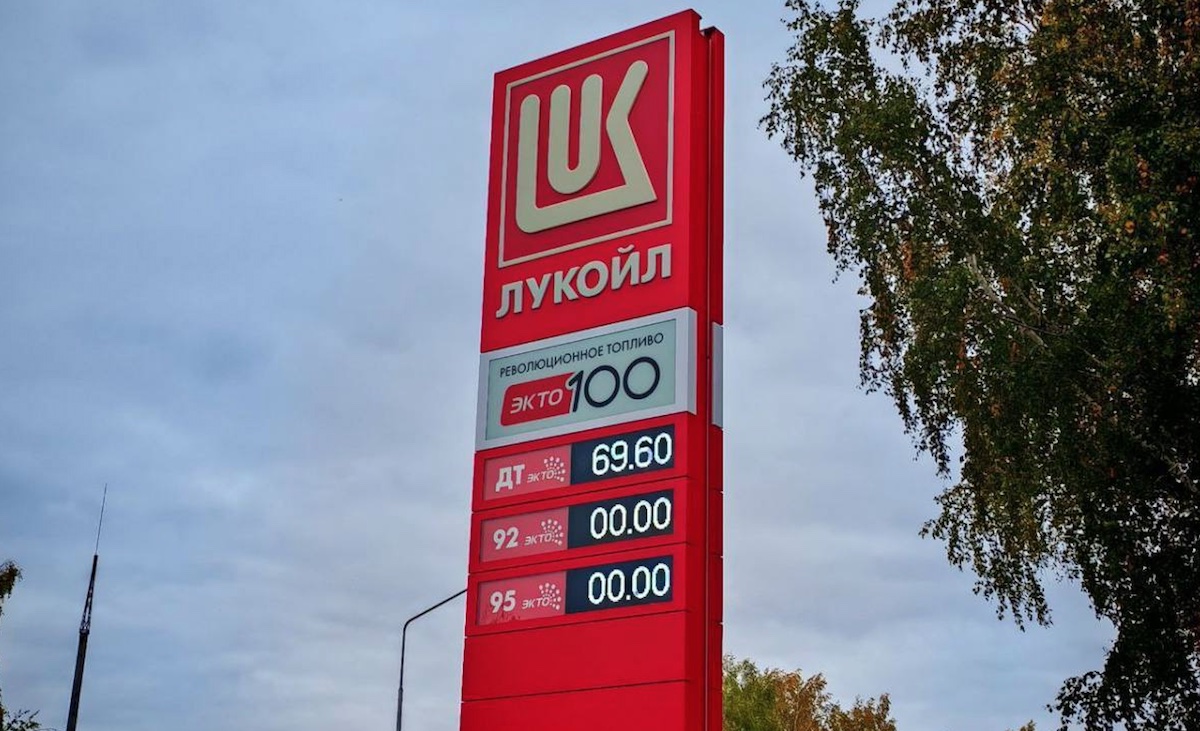 LUK
ЛУКОЙЛ
РЕВОЛЮЦИОННОЕ ТОПЛИВО
ЭКТО 100
ДТ ЭКТО 69.60
92 ЭКТО 00.00
95 ЭКТО 00.00